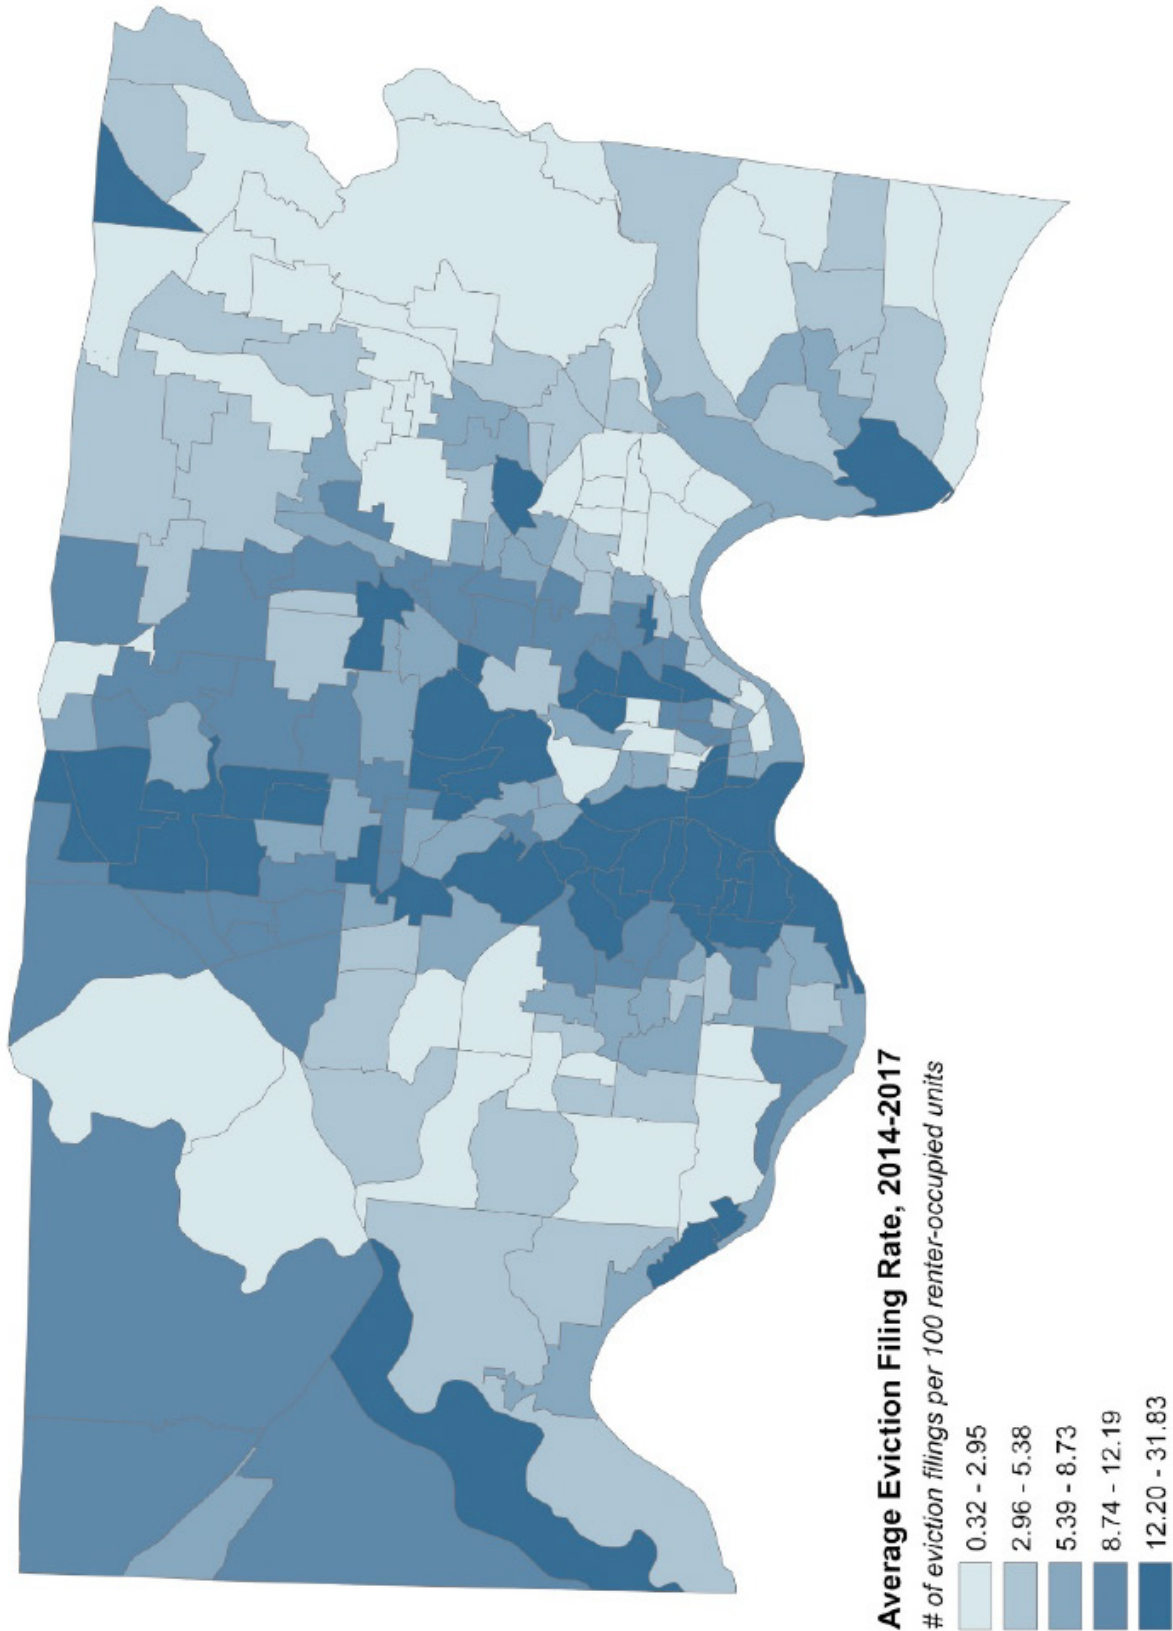 Average Eviction Filing Rate, 2014-2017
# of eviction filings per 100 renter-occupied units
0.32 - 2.95
2.96 - 5.38
5.39 - 8.73
8.74 - 12.19
12.20 - 31.83